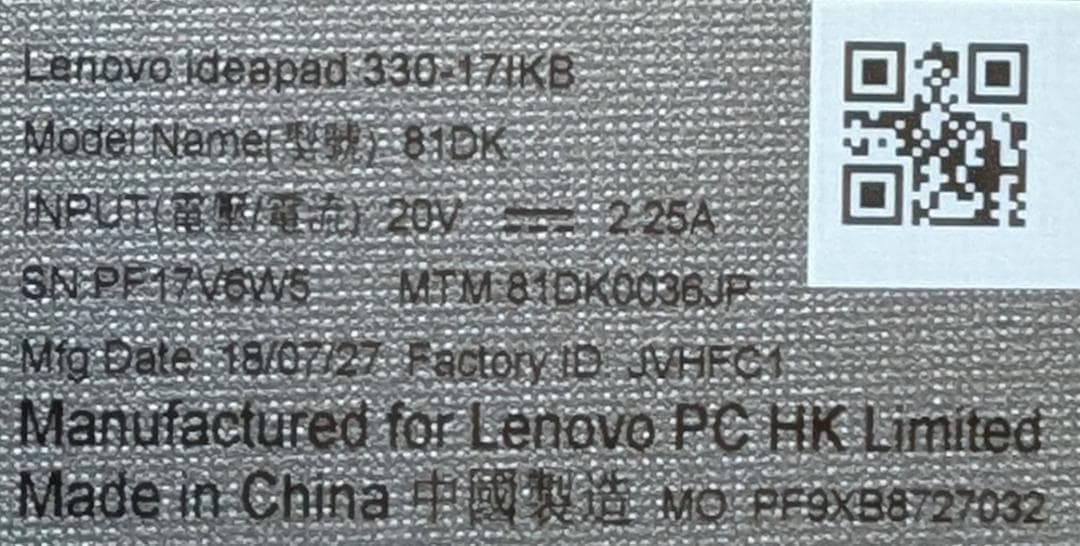 Lenovo ideapad 330-17IKB
Model Name(型號) 81DK
INPUT(電壓/電流) 20V ⎓ 2.25A
SN:PF17V6W5 MTM:81DK0036JP
Mfg Date: 18/07/27 Factory ID: JVHFC1
Manufactured for Lenovo PC HK Limited
Made in China 中國製造 MO: PF9XB8727032